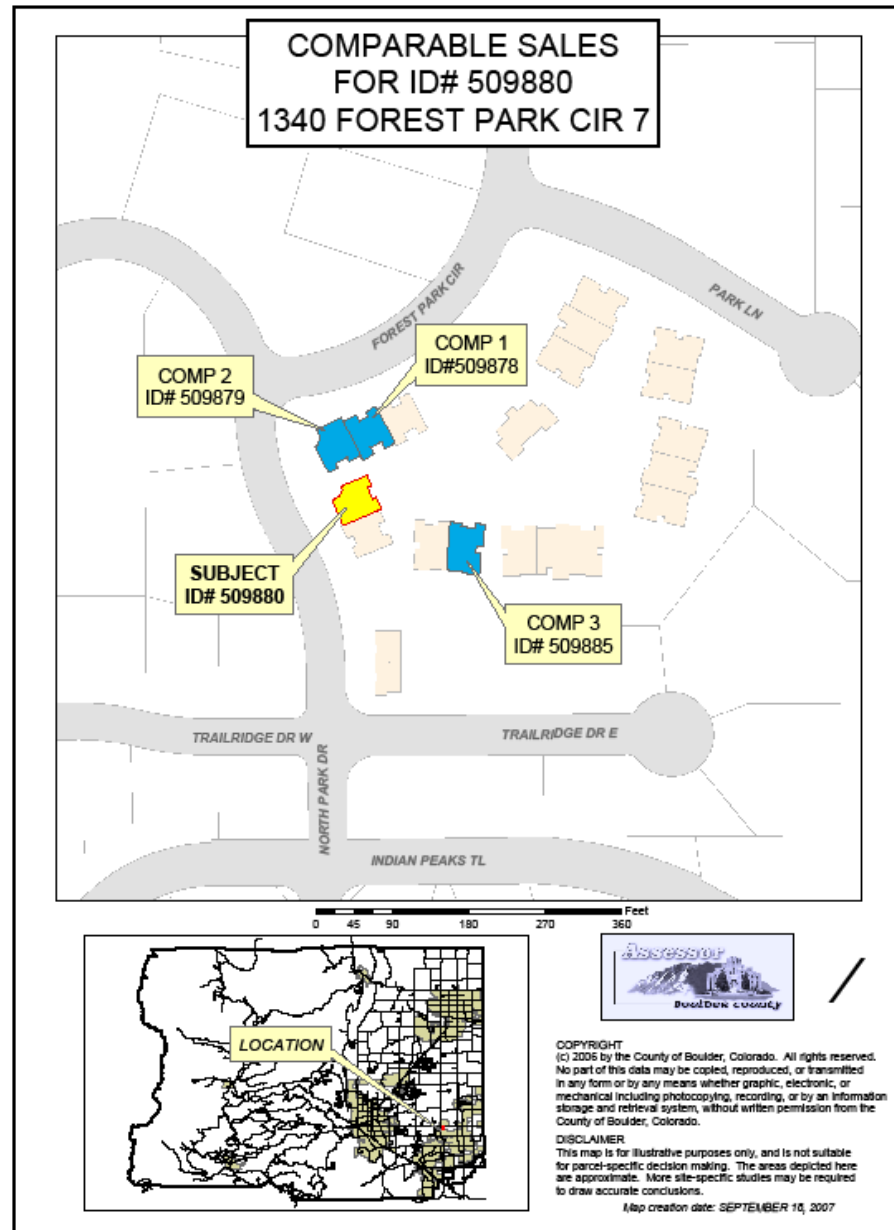 COMPARABLE SALES
FOR ID# 509880
1340 FOREST PARK CIR 7
FOREST PARK CIR
PARK LN
COMP 1
ID#509878
COMP 2
ID# 509879
SUBJECT
ID# 509880
COMP 3
ID# 509885
TRAILRIDGE DR W
TRAILRIDGE DR E
NORTH PARK DR
INDIAN PEAKS TL
Feet
0 45 90 180 270 360
LOCATION
Assessor
Boulder County
COPYRIGHT
(c) 2006 by the County of Boulder, Colorado. All rights reserved.
No part of this data may be copied, reproduced, or transmitted
in any form or by any means whether graphic, electronic, or
mechanical including photocopying, recording, or by an information
storage and retrieval system, without written permission from the
County of Boulder, Colorado.
DISCLAIMER
This map is for illustrative purposes only, and is not suitable
for parcel-specific decision making. The areas depicted here
are approximate. More site-specific studies may be required
to draw accurate conclusions.
Map creation date: SEPTEMBER 18, 2007